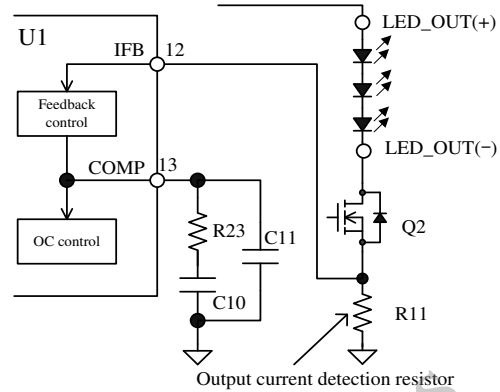 U1
LED_OUT(+)
IFB 12
Feedback
control
COMP 13
LED_OUT(−)
OC control
R23
C11
Q2
C10
R11
Output current detection resistor